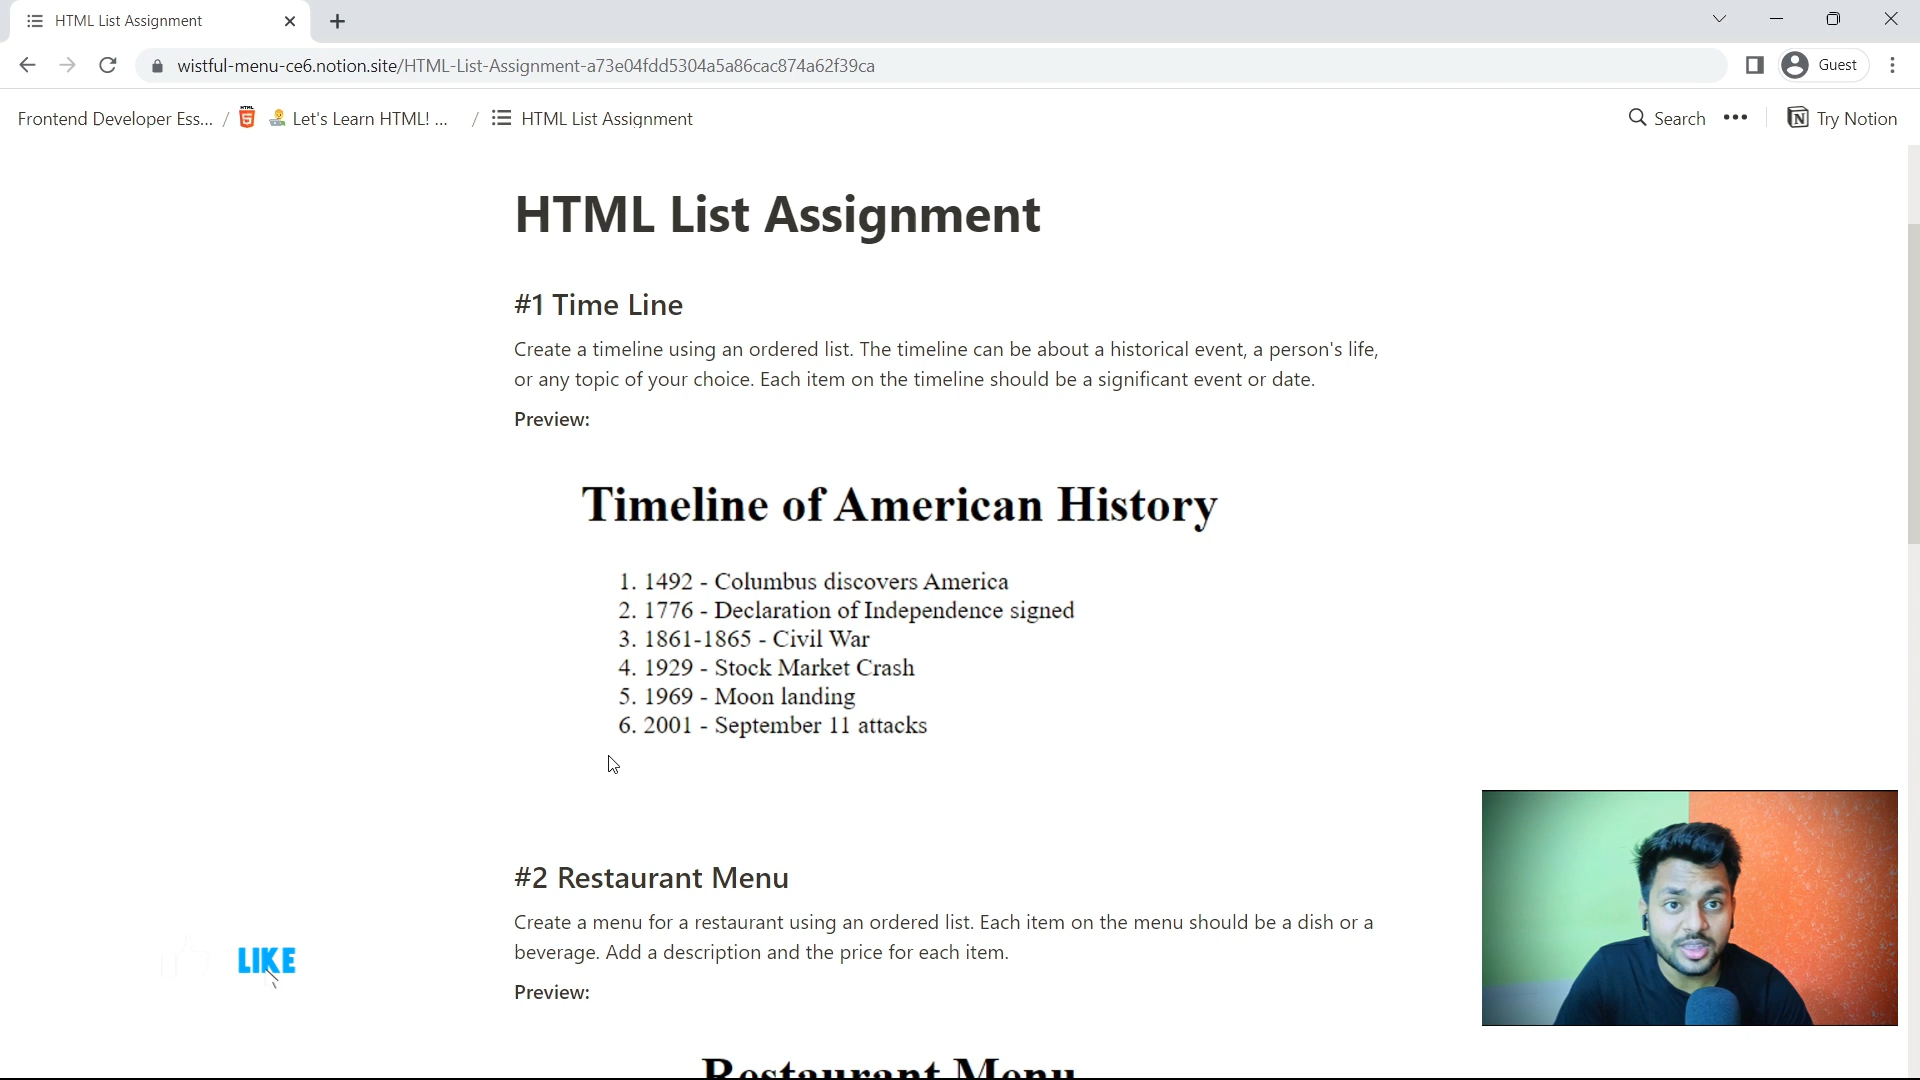 HTML List Assignment
wistful-menu-ce6.notion.site/HTML-List-Assignment-a73e04fdd5304a5a86cac874a62f39ca
Guest
Frontend Developer Ess... / HTML 5 Let's Learn HTML! ... / HTML List Assignment
Search ••• N Try Notion
HTML List Assignment
#1 Time Line
Create a timeline using an ordered list. The timeline can be about a historical event, a person's life,
or any topic of your choice. Each item on the timeline should be a significant event or date.
Preview:
Timeline of American History
1. 1492 - Columbus discovers America
2. 1776 - Declaration of Independence signed
3. 1861-1865 - Civil War
4. 1929 - Stock Market Crash
5. 1969 - Moon landing
6. 2001 - September 11 attacks
#2 Restaurant Menu
Create a menu for a restaurant using an ordered list. Each item on the menu should be a dish or a
beverage. Add a description and the price for each item.
LIKE
Preview:
Restaurant Menu